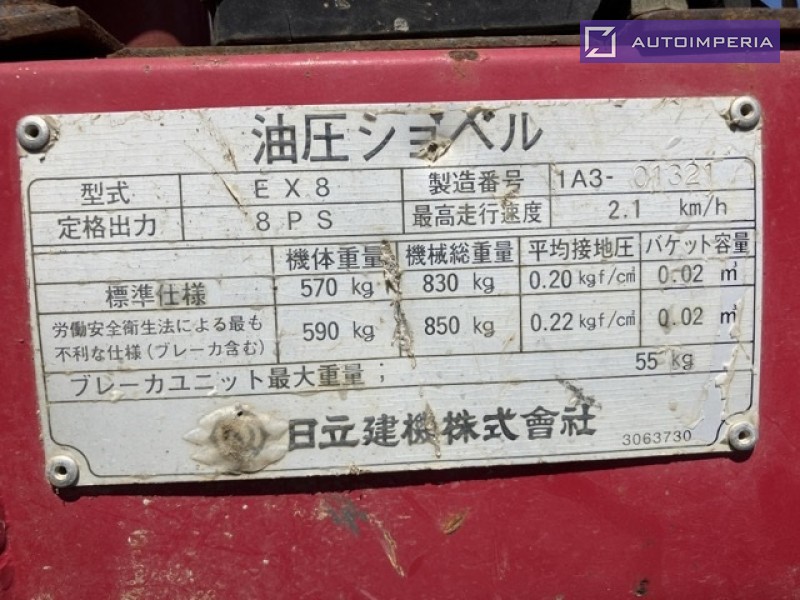 AUTOIMPERIA
油圧ショベル
型式 EX8 製造番号 1A3-01321
定格出力 8PS 最高走行速度 2.1 km/h
機体重量 機械総重量 平均接地圧 バケット容量
標準仕様 570 kg 830 kg 0.20 kgf/c㎡ 0.02 ㎥
労働安全衛生法による最も
不利な仕様(ブレーカ含む) 590 kg 850 kg 0.22 kgf/c㎡ 0.02 ㎥
ブレーカユニット最大重量; 55 kg
日立建機株式會社 3063730